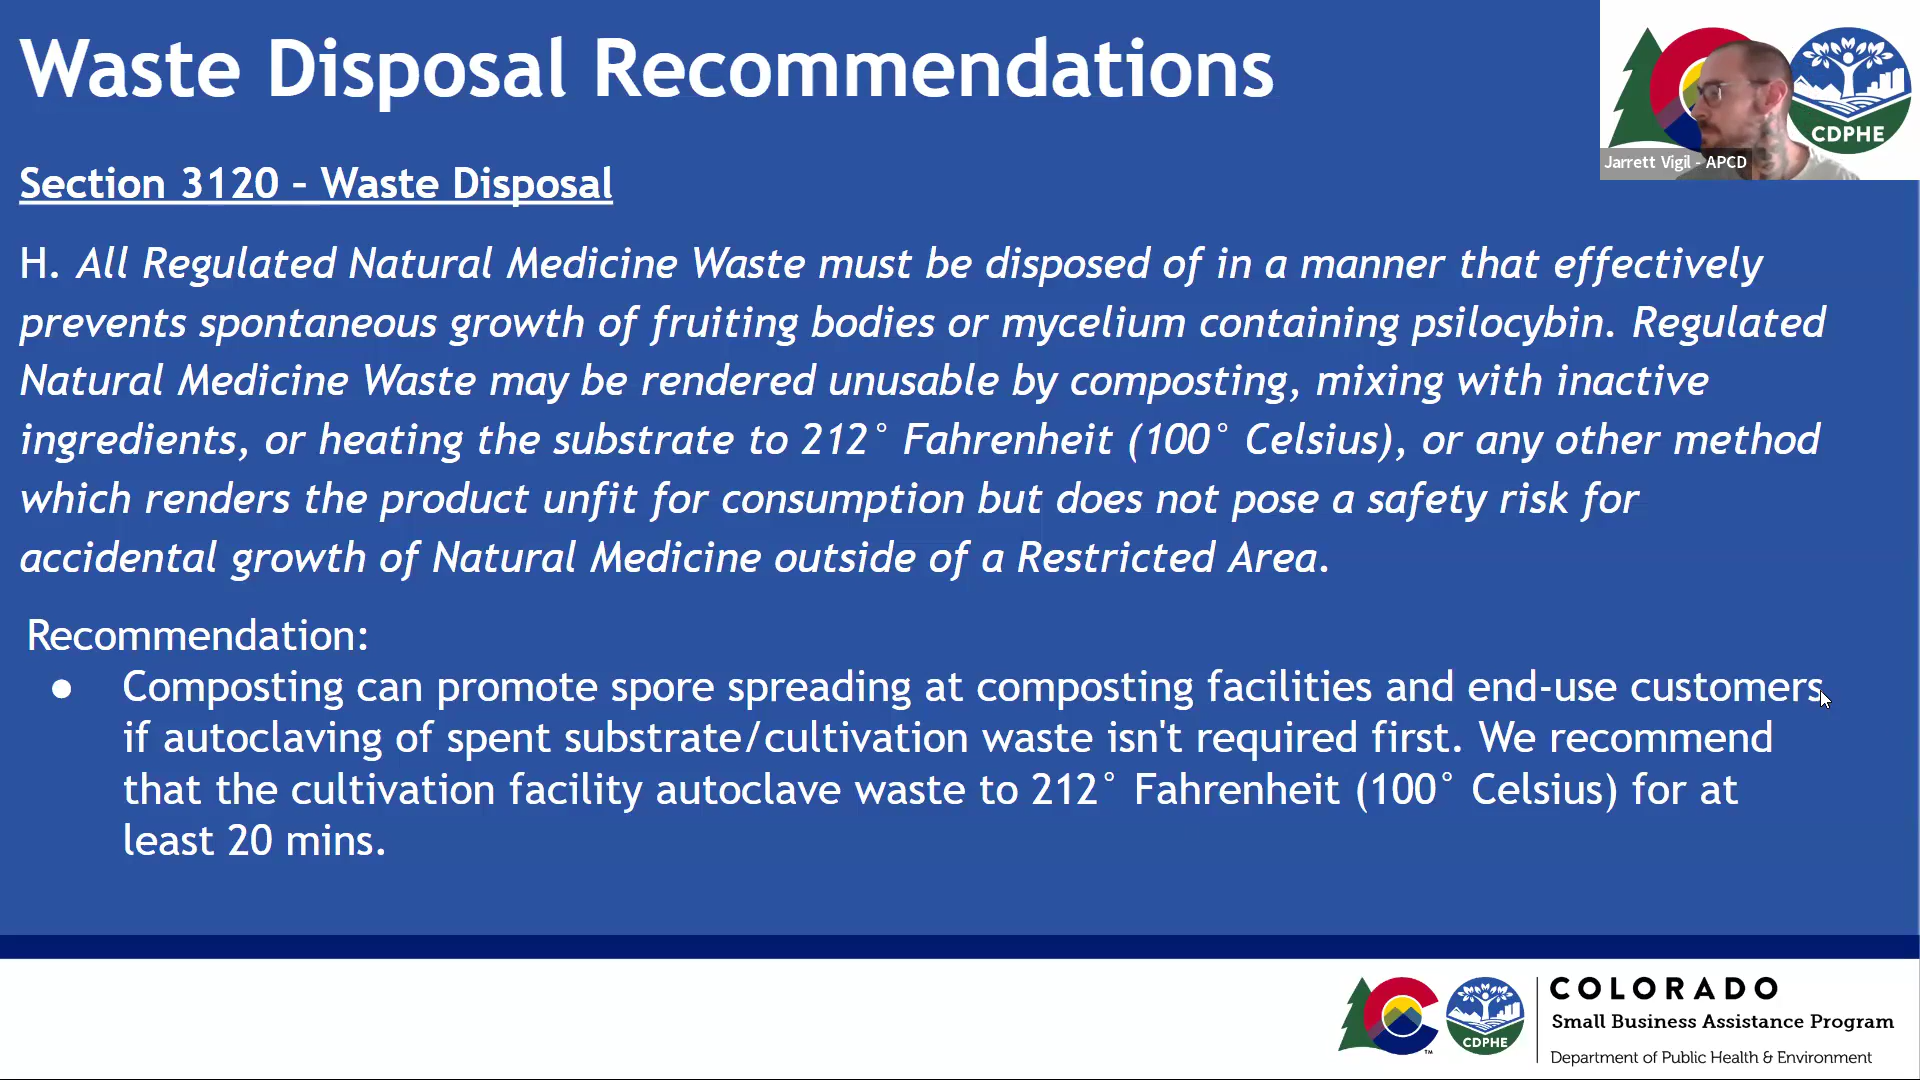 Waste Disposal Recommendations
CDPHE
Jarrett Vigil - APCD
Section 3120 – Waste Disposal
H. All Regulated Natural Medicine Waste must be disposed of in a manner that effectively
prevents spontaneous growth of fruiting bodies or mycelium containing psilocybin. Regulated
Natural Medicine Waste may be rendered unusable by composting, mixing with inactive
ingredients, or heating the substrate to 212° Fahrenheit (100° Celsius), or any other method
which renders the product unfit for consumption but does not pose a safety risk for
accidental growth of Natural Medicine outside of a Restricted Area.
Recommendation:
● Composting can promote spore spreading at composting facilities and end-use customers
if autoclaving of spent substrate/cultivation waste isn't required first. We recommend
that the cultivation facility autoclave waste to 212° Fahrenheit (100° Celsius) for at
least 20 mins.
CDPHE
TM
COLORADO
Small Business Assistance Program
Department of Public Health & Environment